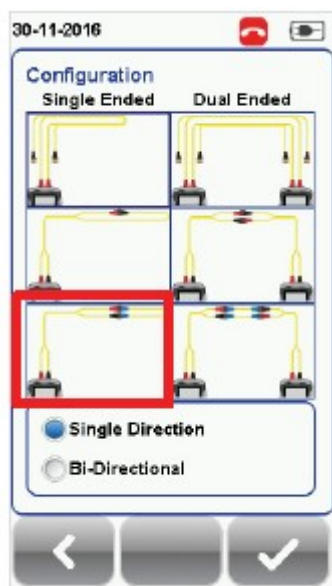 30-11-2016
Configuration
Single Ended Dual Ended
Single Direction
Bi-Directional